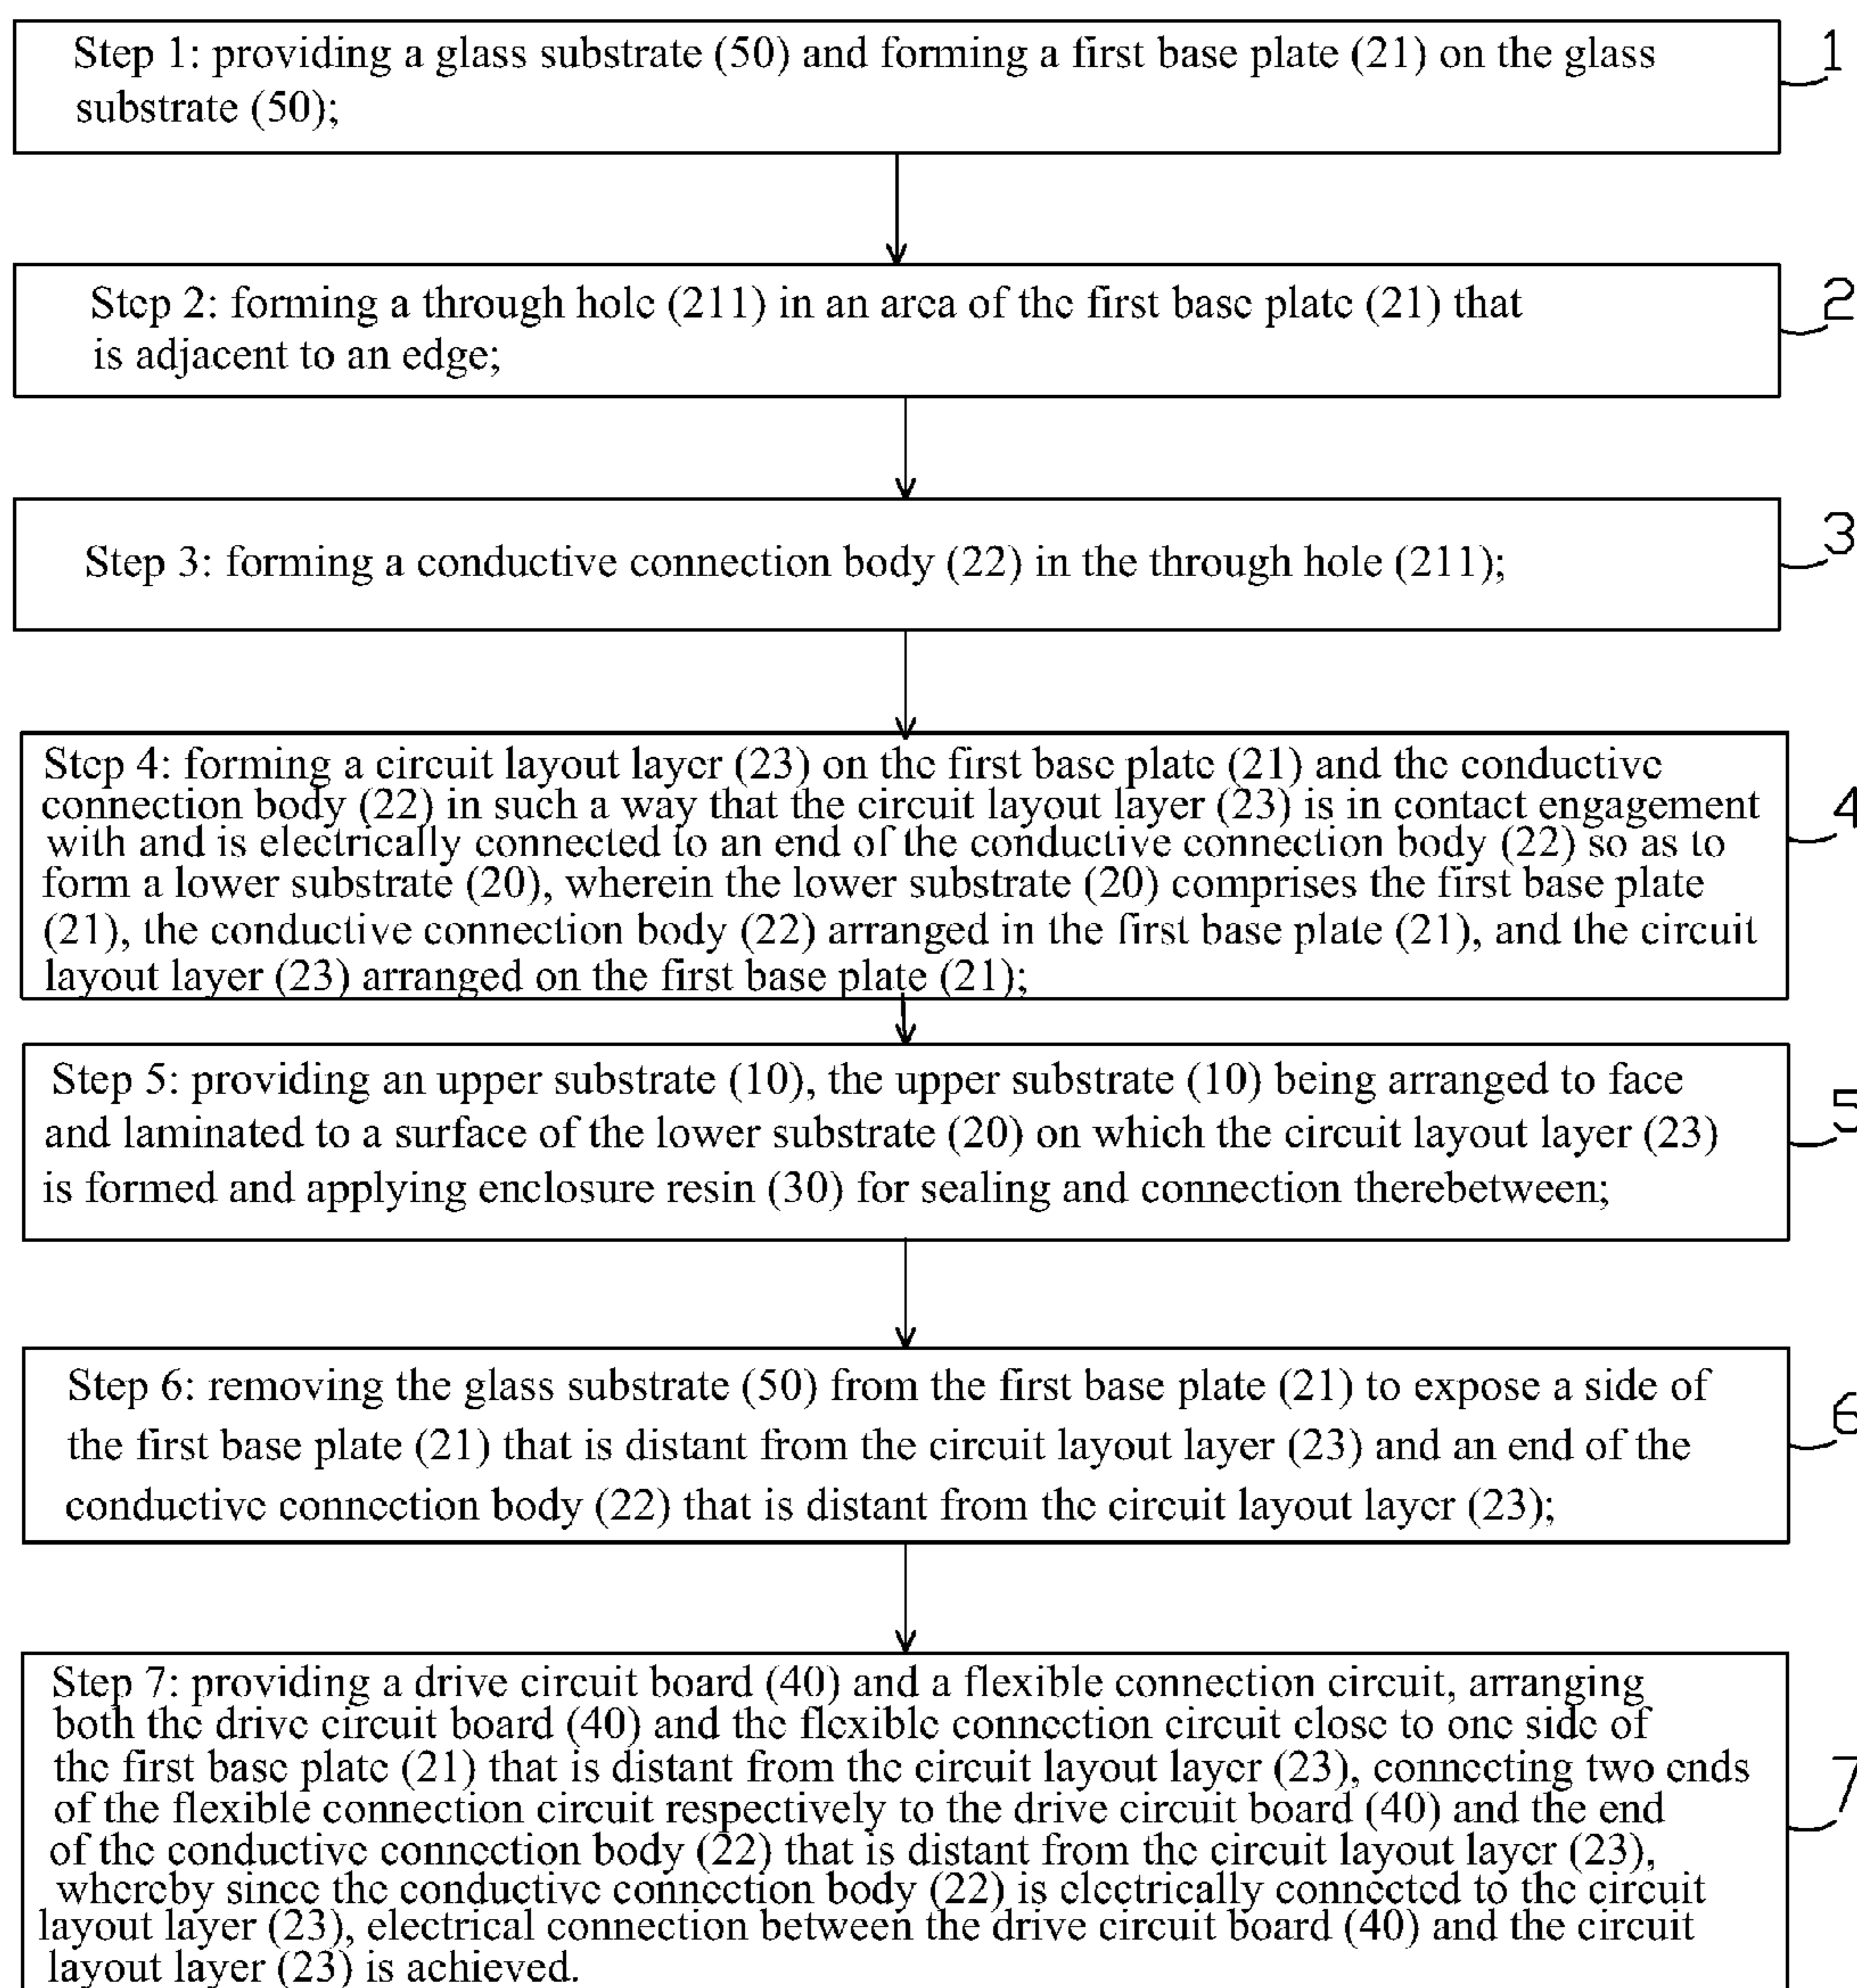 Step 1: providing a glass substrate (50) and forming a first base plate (21) on the glass
substrate (50);
1
Step 2: forming a through hole (211) in an area of the first base plate (21) that
is adjacent to an edge;
2
Step 3: forming a conductive connection body (22) in the through hole (211);
3
Step 4: forming a circuit layout layer (23) on the first base plate (21) and the conductive
connection body (22) in such a way that the circuit layout layer (23) is in contact engagement
with and is electrically connected to an end of the conductive connection body (22) so as to
form a lower substrate (20), wherein the lower substrate (20) comprises the first base plate
(21), the conductive connection body (22) arranged in the first base plate (21), and the circuit
layout layer (23) arranged on the first base plate (21);
4
Step 5: providing an upper substrate (10), the upper substrate (10) being arranged to face
and laminated to a surface of the lower substrate (20) on which the circuit layout layer (23)
is formed and applying enclosure resin (30) for sealing and connection therebetween;
5
Step 6: removing the glass substrate (50) from the first base plate (21) to expose a side of
the first base plate (21) that is distant from the circuit layout layer (23) and an end of the
conductive connection body (22) that is distant from the circuit layout layer (23);
6
Step 7: providing a drive circuit board (40) and a flexible connection circuit, arranging
both the drive circuit board (40) and the flexible connection circuit close to one side of
the first base plate (21) that is distant from the circuit layout layer (23), connecting two ends
of the flexible connection circuit respectively to the drive circuit board (40) and the end
of the conductive connection body (22) that is distant from the circuit layout layer (23),
whereby since the conductive connection body (22) is electrically connected to the circuit
layout layer (23), electrical connection between the drive circuit board (40) and the circuit
layout layer (23) is achieved.
7